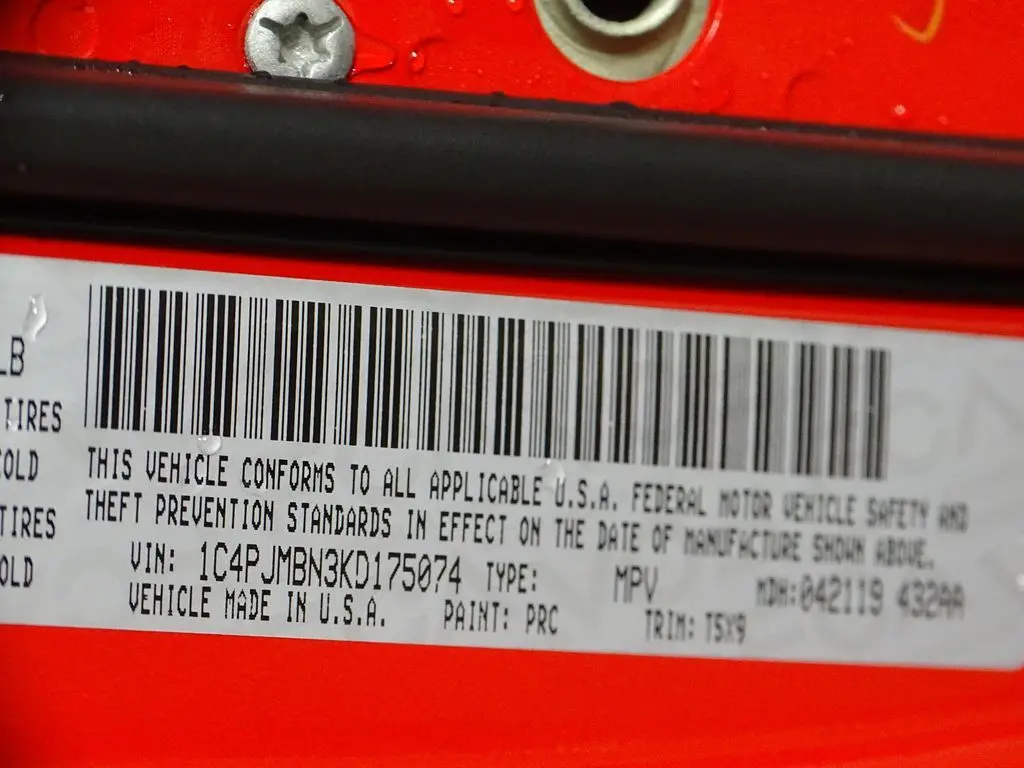 LB
TIRES
COLD
TIRES
OLD
THIS VEHICLE CONFORMS TO ALL APPLICABLE U.S.A. FEDERAL MOTOR VEHICLE SAFETY AND
THEFT PREVENTION STANDARDS IN EFFECT ON THE DATE OF MANUFACTURE SHOWN ABOVE.
VIN: 1C4PJMBN3KD175074 TYPE: MPV MDH:042119 432AA
VEHICLE MADE IN U.S.A. PAINT: PRC TRIM: T5X9